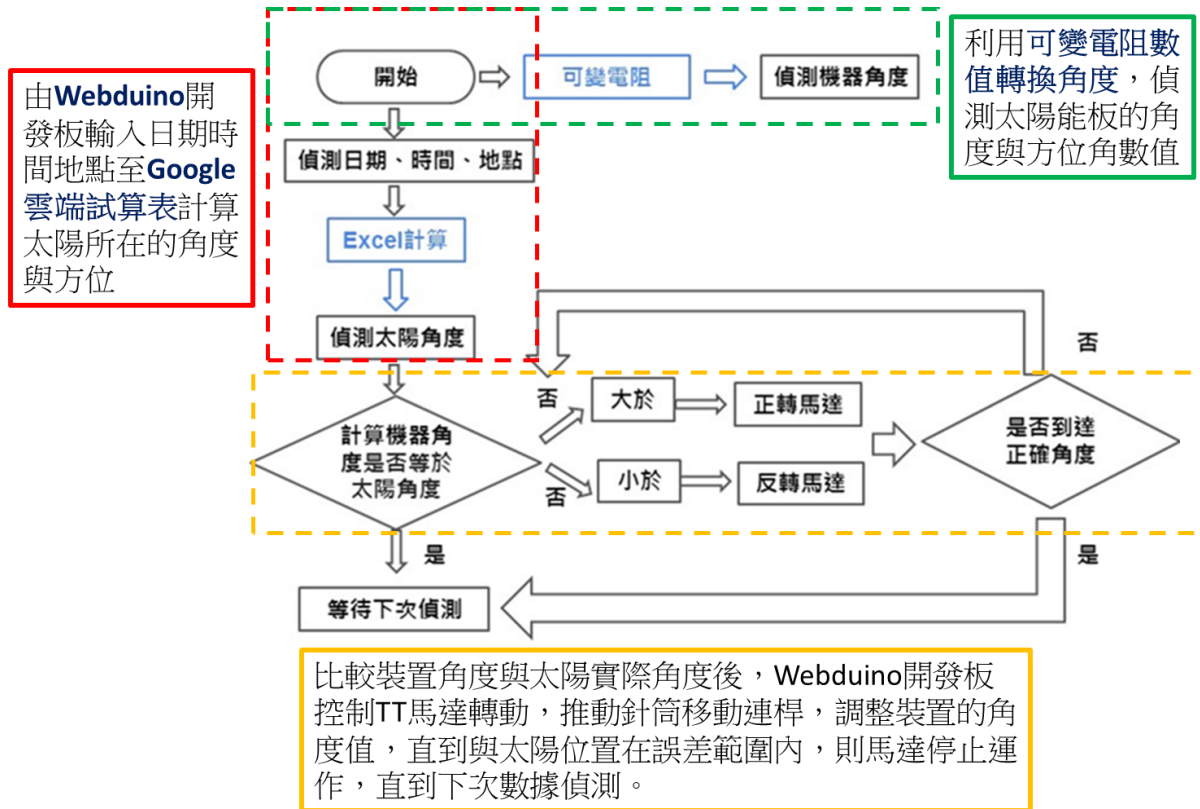 由Webduino開
發板輸入日期時
間地點至Google
雲端試算表計算
太陽所在的角度
與方位
開始
可變電阻
偵測機器角度
利用可變電阻數
值轉換角度，偵
測太陽能板的角
度與方位角數值
偵測日期、時間、地點
Excel計算
偵測太陽角度
計算機器角
度是否等於
太陽角度
否
大於
正轉馬達
否
小於
反轉馬達
是否到達
正確角度
否
是
是
等待下次偵測
比較裝置角度與太陽實際角度後，Webduino開發板
控制TT馬達轉動，推動針筒移動連桿，調整裝置的角
度值，直到與太陽位置在誤差範圍內，則馬達停止運
作，直到下次數據偵測。